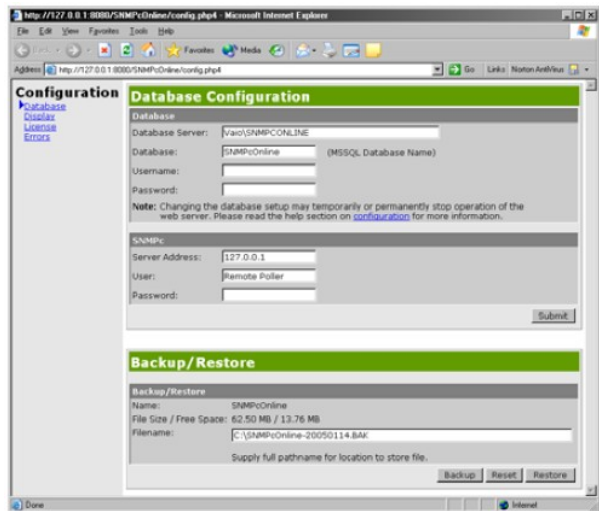 http://127.0.0.1:8080/SNMPcOnline/config.php4 - Microsoft Internet Explorer
File Edit View Favorites Tools Help
Back Favorites Media
Address http://127.0.0.1:8080/SNMPcOnline/config.php4 Go Links Norton AntiVirus
Configuration
Database
Display
License
Errors
Database Configuration
Database
Database Server: Vaio\SNMPCONLINE
Database: SNMPcOnline (MSSQL Database Name)
Username:
Password:
Note: Changing the database setup may temporarily or permanently stop operation of the
web server. Please read the help section on configuration for more information.
SNMPc
Server Address: 127.0.0.1
User: Remote Poller
Password:
Submit
Backup/Restore
Backup/Restore
Name: SNMPcOnline
File Size / Free Space: 62.50 MB / 13.76 MB
Filename: C:\SNMPcOnline-20050114.BAK
Supply full pathname for location to store file.
Backup Reset Restore
Done Internet